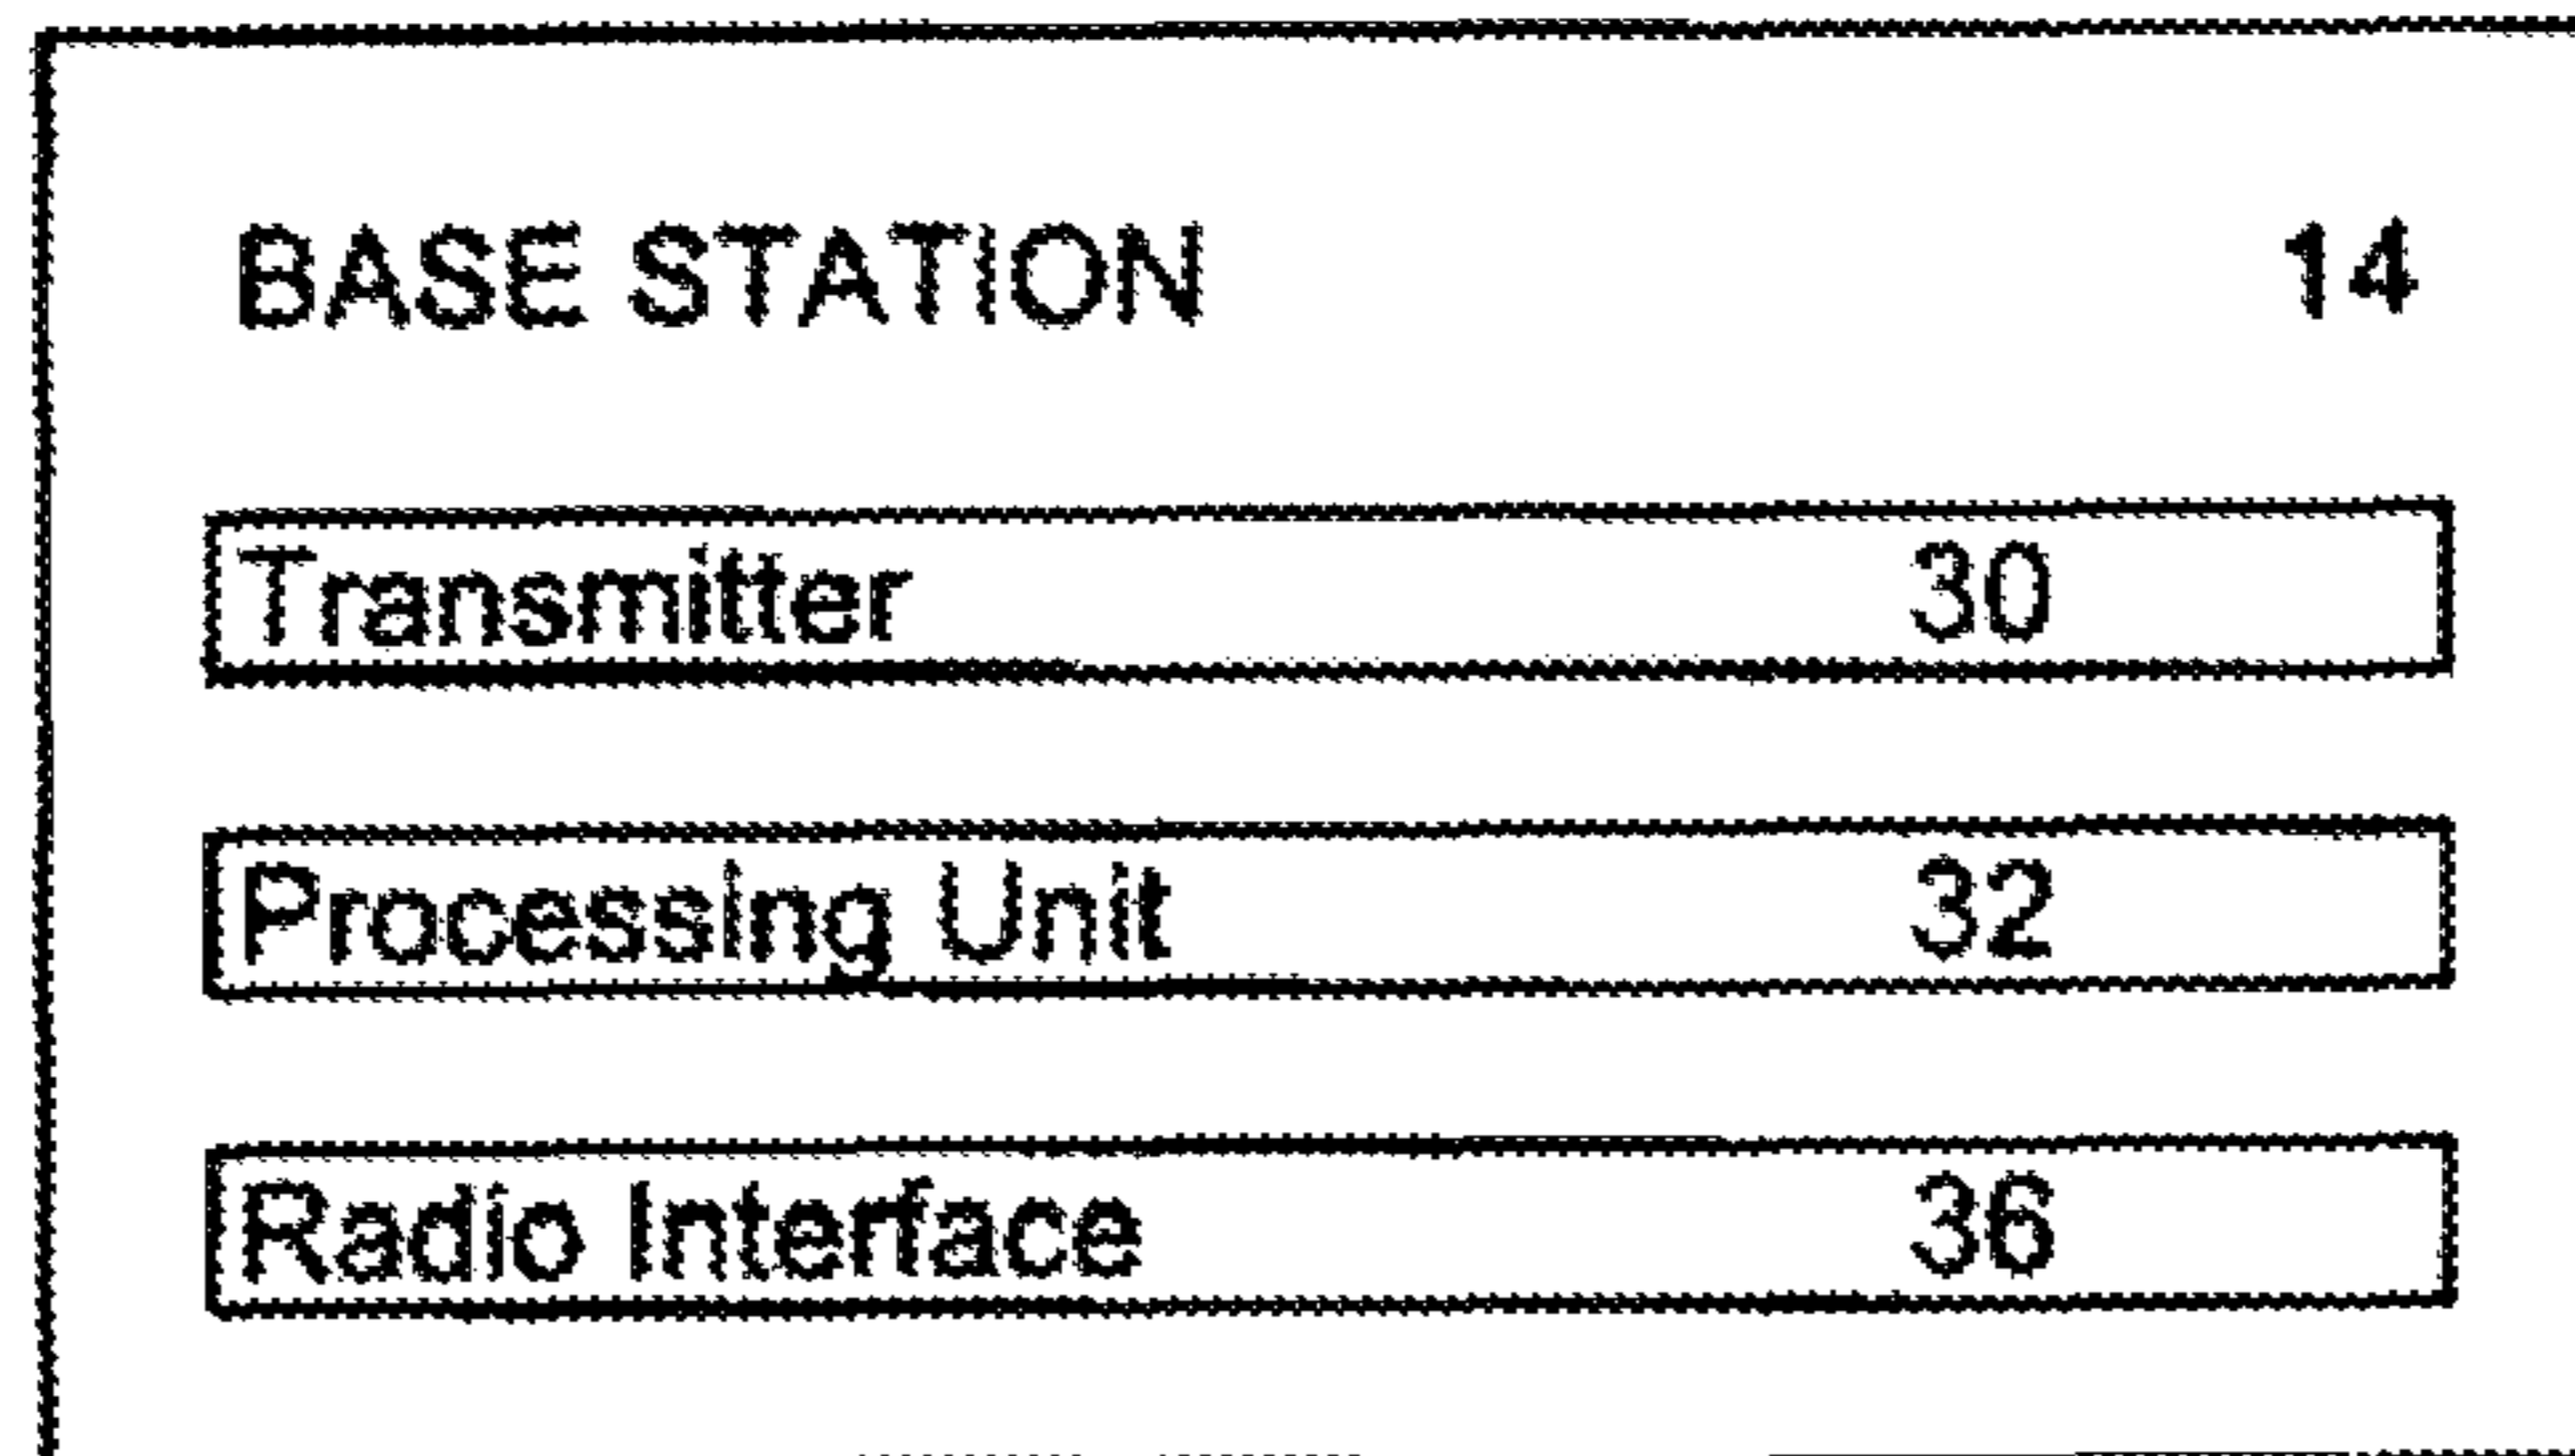 BASE STATION 14
Transmitter 30
Processing Unit 32
Radio Interface 36